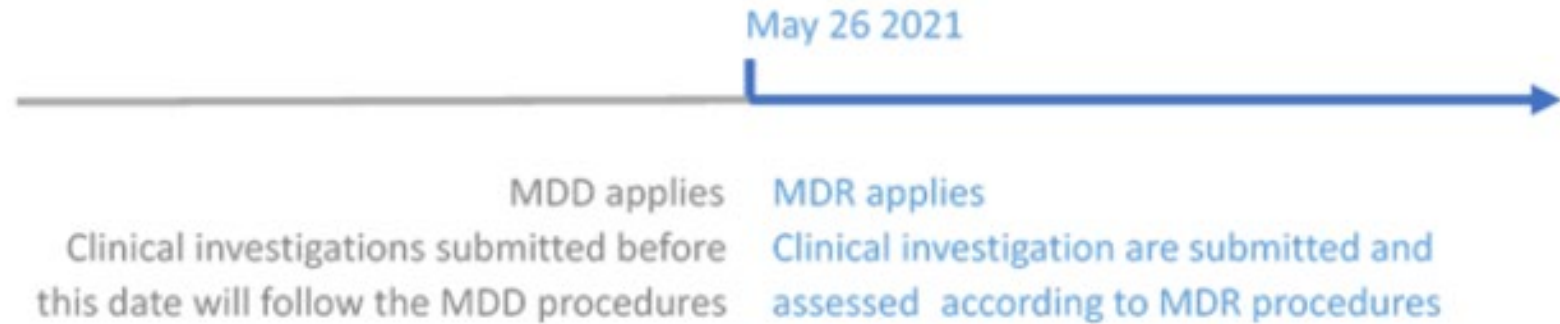 May 26 2021
MDD applies
Clinical investigations submitted before
this date will follow the MDD procedures
MDR applies
Clinical investigation are submitted and
assessed according to MDR procedures